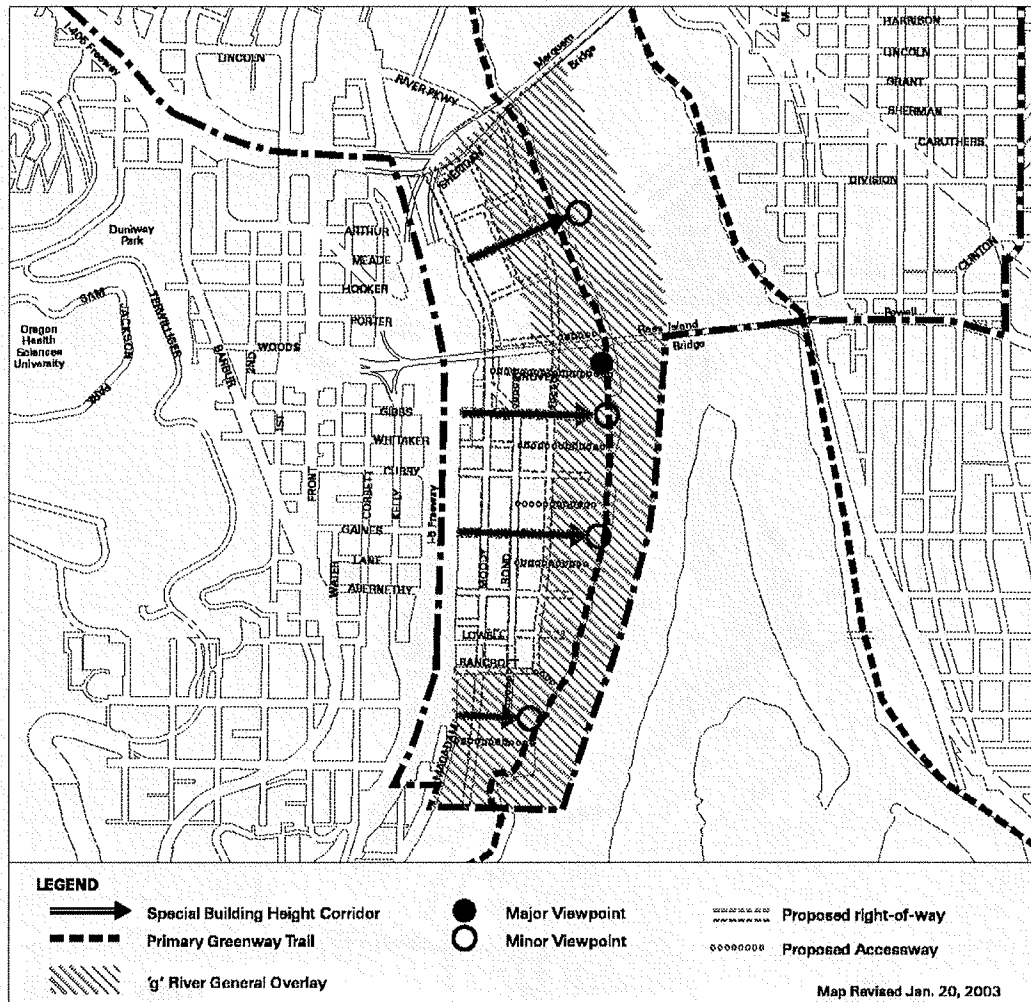 I-405 Freeway
LINCOLN
RIVER PKWY
Marquam
Bridge
HARRISON
LINCOLN
GRANT
SHERMAN
CARUTHERS
DIVISION
CLINTON
SHERIDAN
Duniway
Park
ARTHUR
MEADE
HOOKER
PORTER
SAM
JACKSON
PARK
TERWILLIGER
BARBUR
Oregon
Health
Sciences
University
2ND
WOODS
1ST
Ross Island
Bridge
Powell
GROVER
GIBBS
WHITAKER
CURRY
FRONT
CORBETT
KELLY
I-5 Freeway
GAINES
LANE
WATER
ABERNETHY
MOODY
BOND
LOWELL
BANCROFT
MACADAM
LEGEND
Special Building Height Corridor
Primary Greenway Trail
'g' River General Overlay
Major Viewpoint
Minor Viewpoint
Proposed right-of-way
Proposed Accessway
Map Revised Jan. 20, 2003